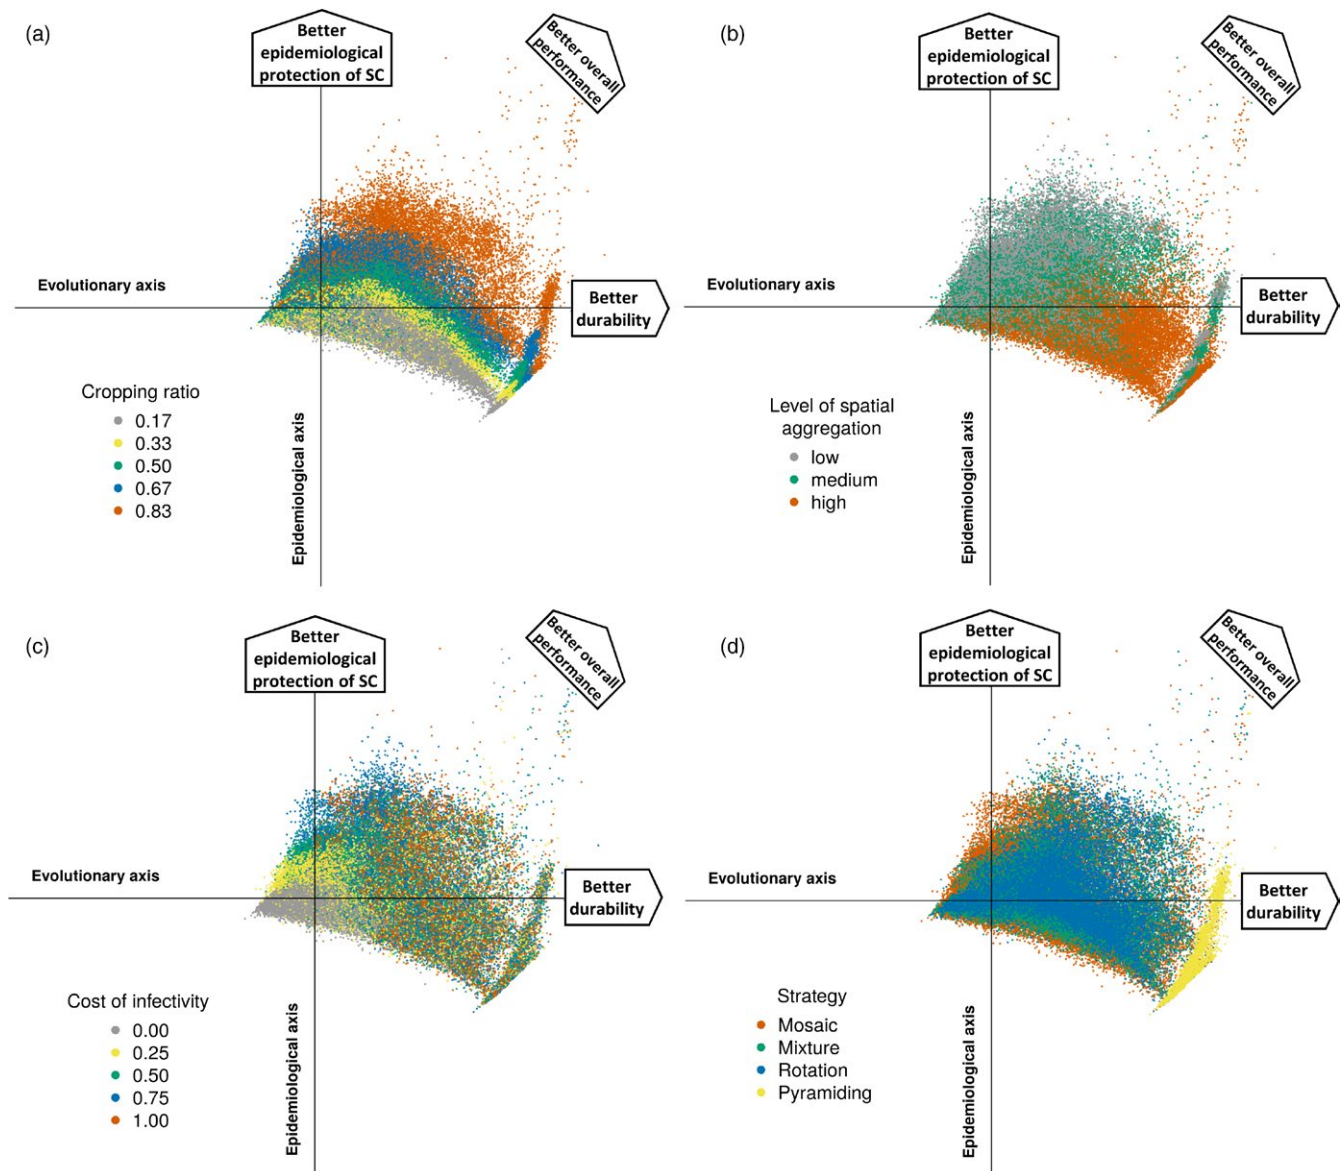 (a)
Better
epidemiological
protection of SC
Better overall
performance
Evolutionary axis
Better
durability
Cropping ratio
0.17
0.33
0.50
0.67
0.83
Epidemiological axis
(b)
Better
epidemiological
protection of SC
Better overall
performance
Evolutionary axis
Better
durability
Level of spatial
aggregation
low
medium
high
Epidemiological axis
(c)
Better
epidemiological
protection of SC
Better overall
performance
Evolutionary axis
Better
durability
Cost of infectivity
0.00
0.25
0.50
0.75
1.00
Epidemiological axis
(d)
Better
epidemiological
protection of SC
Better overall
performance
Evolutionary axis
Better
durability
Strategy
Mosaic
Mixture
Rotation
Pyramiding
Epidemiological axis